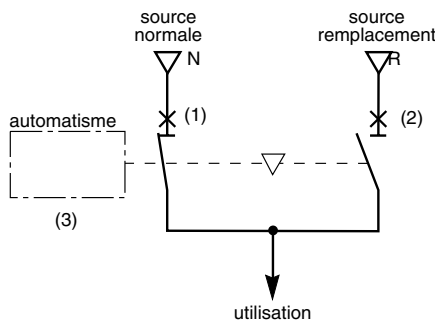 source
normale
source
remplacement
N
R
(1)
(2)
automatisme
(3)
utilisation